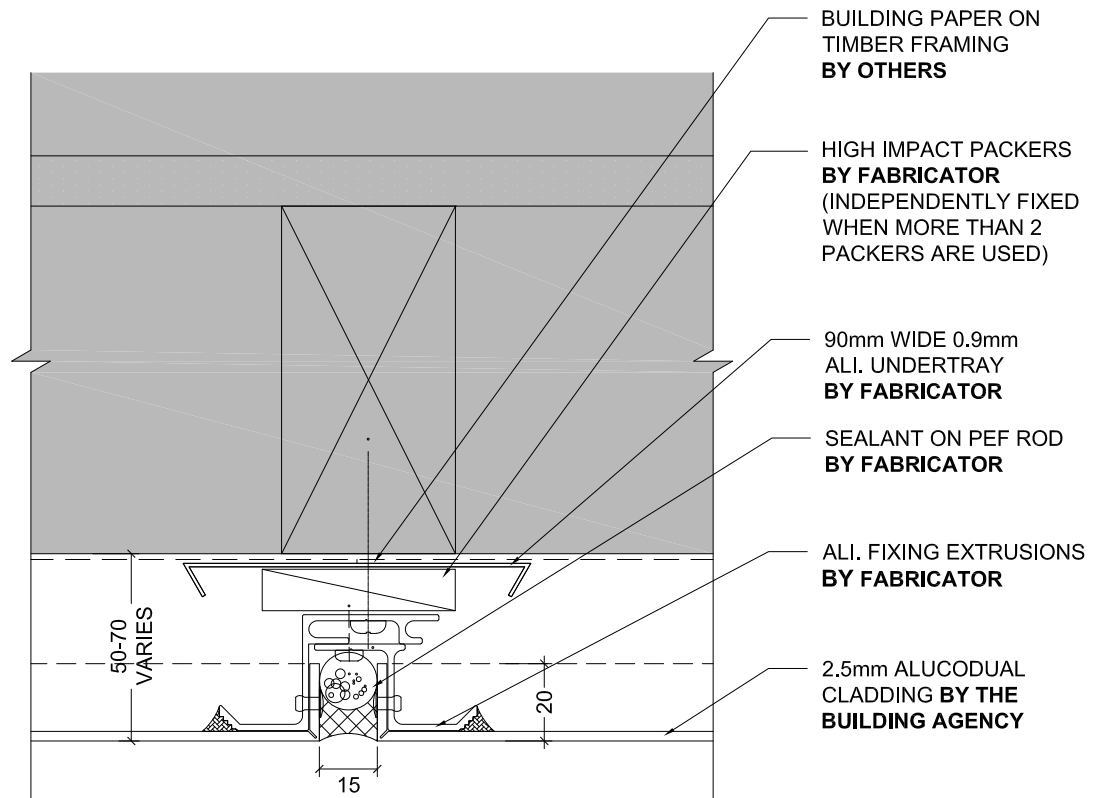 BUILDING PAPER ON
TIMBER FRAMING
BY OTHERS
HIGH IMPACT PACKERS
BY FABRICATOR
(INDEPENDENTLY FIXED
WHEN MORE THAN 2
PACKERS ARE USED)
90mm WIDE 0.9mm
ALI. UNDERTRAY
BY FABRICATOR
SEALANT ON PEF ROD
BY FABRICATOR
ALI. FIXING EXTRUSIONS
BY FABRICATOR
2.5mm ALUCODUAL
CLADDING BY THE
BUILDING AGENCY
50-70
VARIES
20
15